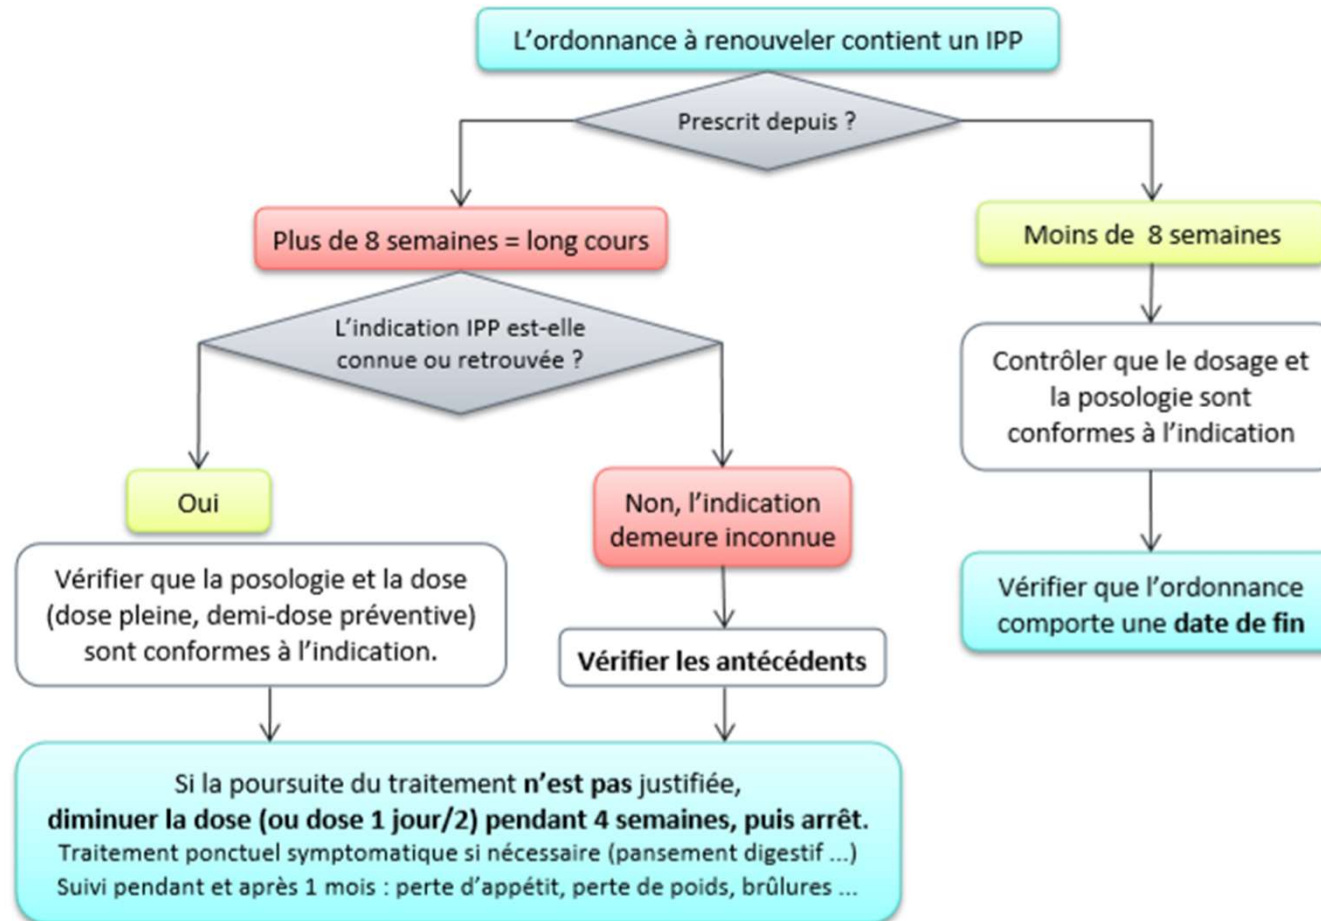 L'ordonnance à renouveler contient un IPP
Prescrit depuis ?
Plus de 8 semaines = long cours
Moins de 8 semaines
L'indication IPP est-elle
connue ou retrouvée ?
Contrôler que le dosage et
la posologie sont
conformes à l'indication
Oui
Non, l'indication
demeure inconnue
Vérifier que la posologie et la dose
(dose pleine, demi-dose préventive)
sont conformes à l'indication.
Vérifier les antécédents
Vérifier que l'ordonnance
comporte une date de fin
Si la poursuite du traitement n'est pas justifiée,
diminuer la dose (ou dose 1 jour/2) pendant 4 semaines, puis arrêt.
Traitement ponctuel symptomatique si nécessaire (pansement digestif ...)
Suivi pendant et après 1 mois : perte d'appétit, perte de poids, brûlures ...